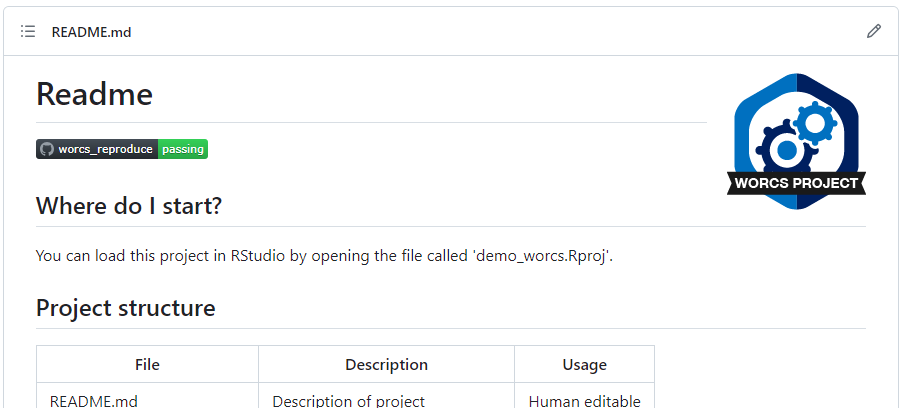 README.md
Readme
worcs_reproduce passing
WORCS PROJECT
Where do I start?
You can load this project in RStudio by opening the file called 'demo_worcs.Rproj'.
Project structure
File Description Usage
README.md Description of project Human editable